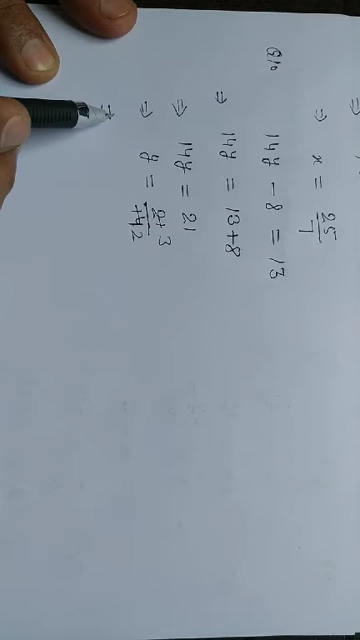 ⇒ x = 25/7
Q10 14y - 8 = 13
⇒ 14y = 13+8
⇒ 14y = 21
⇒ y = 21 3/14 2
⇒